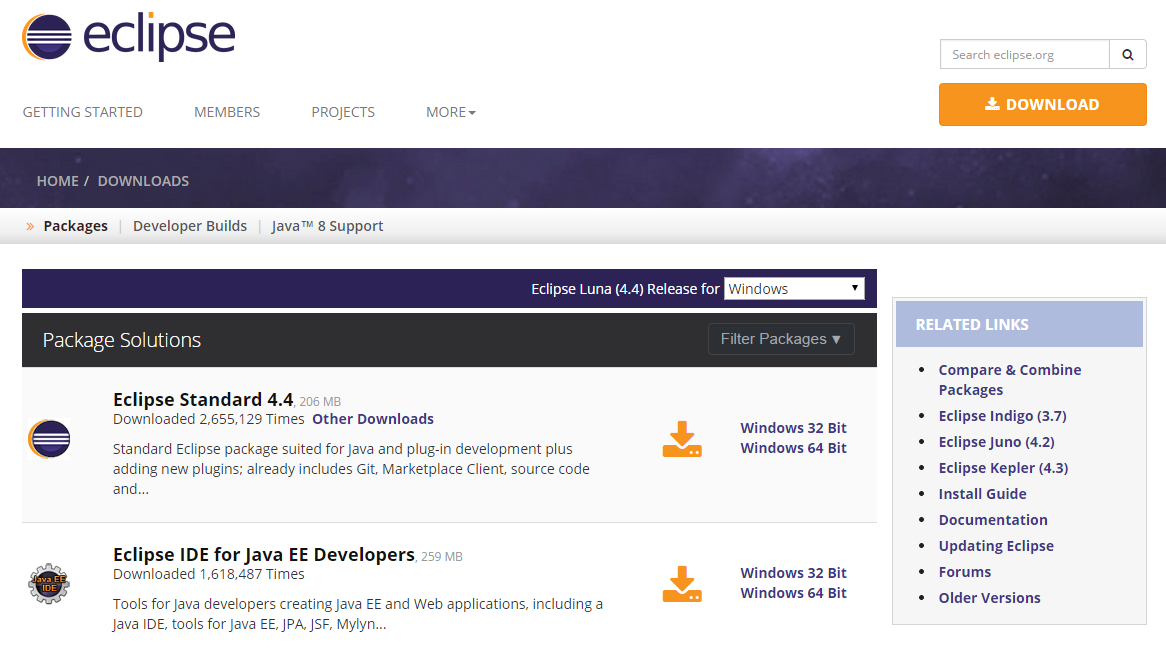 eclipse
Search eclipse.org
DOWNLOAD
GETTING STARTED MEMBERS PROJECTS MORE
HOME / DOWNLOADS
» Packages | Developer Builds | Java™ 8 Support
Eclipse Luna (4.4) Release for Windows
Package Solutions Filter Packages ▼
Eclipse Standard 4.4, 206 MB
Downloaded 2,655,129 Times Other Downloads
Standard Eclipse package suited for Java and plug-in development plus
adding new plugins; already includes Git, Marketplace Client, source code
and...
Windows 32 Bit
Windows 64 Bit
Java EE
IDE
Eclipse IDE for Java EE Developers, 259 MB
Downloaded 1,618,487 Times
Tools for Java developers creating Java EE and Web applications, including a
Java IDE, tools for Java EE, JPA, JSF, Mylyn...
Windows 32 Bit
Windows 64 Bit
RELATED LINKS
• Compare & Combine
Packages
• Eclipse Indigo (3.7)
• Eclipse Juno (4.2)
• Eclipse Kepler (4.3)
• Install Guide
• Documentation
• Updating Eclipse
• Forums
• Older Versions